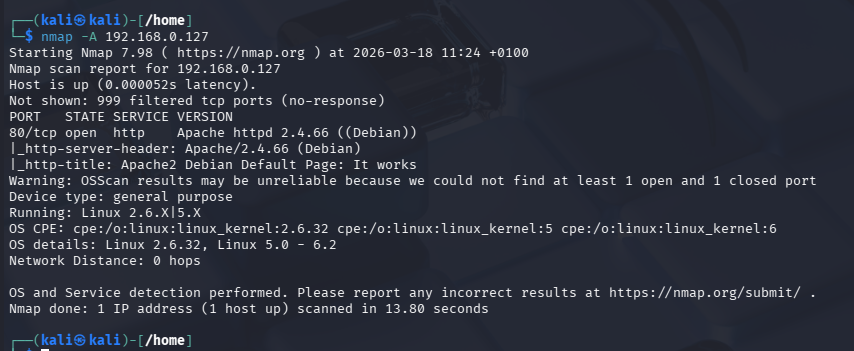 ┌──(kali㉿kali)-[/home]
└─$ nmap -A 192.168.0.127
Starting Nmap 7.98 ( https://nmap.org ) at 2026-03-18 11:24 +0100
Nmap scan report for 192.168.0.127
Host is up (0.000052s latency).
Not shown: 999 filtered tcp ports (no-response)
PORT   STATE SERVICE VERSION
80/tcp open  http    Apache httpd 2.4.66 ((Debian))
|_http-server-header: Apache/2.4.66 (Debian)
|_http-title: Apache2 Debian Default Page: It works
Warning: OSScan results may be unreliable because we could not find at least 1 open and 1 closed port
Device type: general purpose
Running: Linux 2.6.X|5.X
OS CPE: cpe:/o:linux:linux_kernel:2.6.32 cpe:/o:linux:linux_kernel:5 cpe:/o:linux:linux_kernel:6
OS details: Linux 2.6.32, Linux 5.0 - 6.2
Network Distance: 0 hops

OS and Service detection performed. Please report any incorrect results at https://nmap.org/submit/ .
Nmap done: 1 IP address (1 host up) scanned in 13.80 seconds

┌──(kali㉿kali)-[/home]
└─$